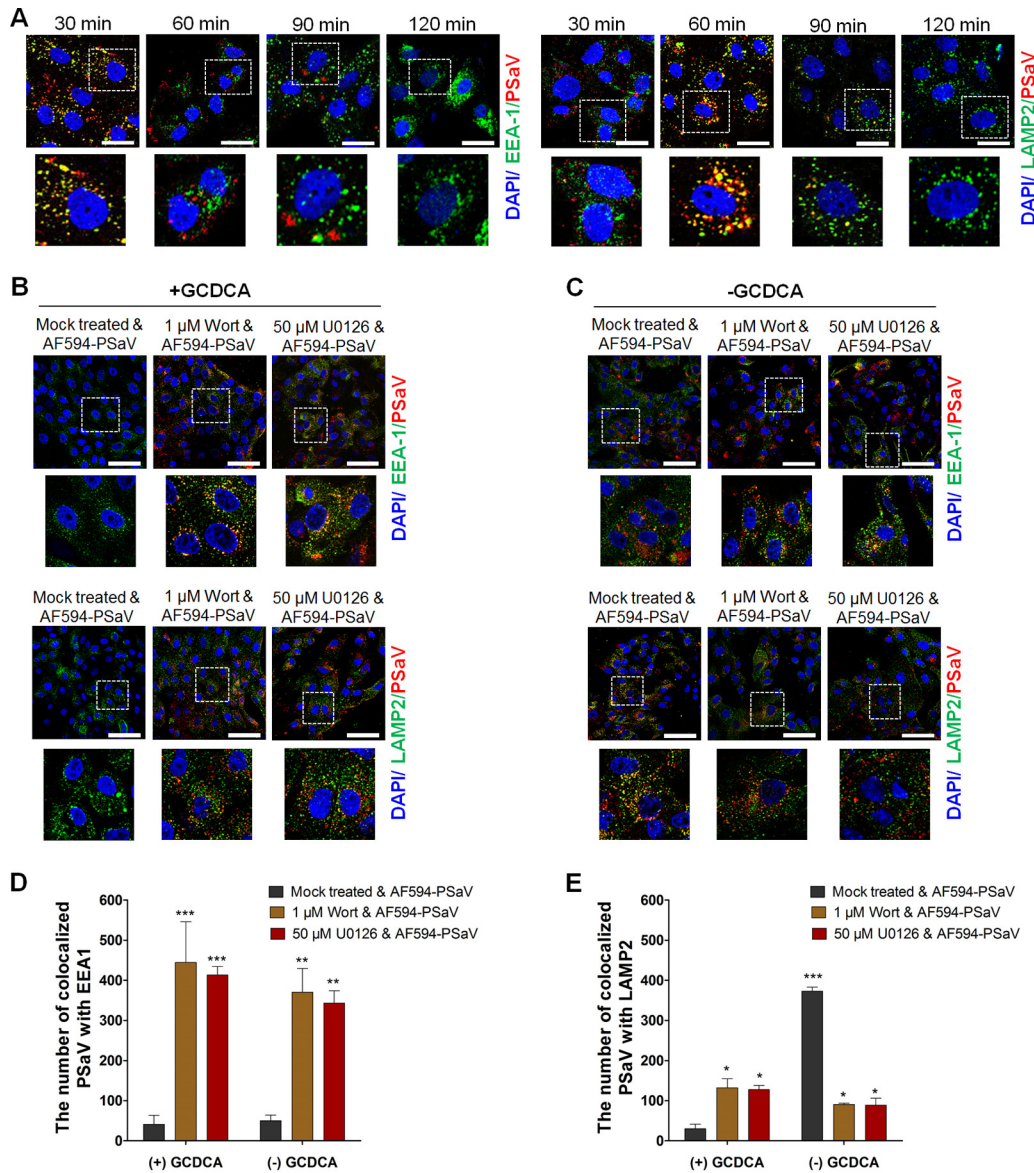 A
30 min 60 min 90 min 120 min
DAPI/ EEA-1/PSaV
30 min 60 min 90 min 120 min
DAPI/ LAMP2/PSaV
B
+GCDCA
Mock treated & AF594-PSaV
1 µM Wort & AF594-PSaV
50 µM U0126 & AF594-PSaV
DAPI/ EEA-1/PSaV
Mock treated & AF594-PSaV
1 µM Wort & AF594-PSaV
50 µM U0126 & AF594-PSaV
DAPI/ LAMP2/PSaV
C
-GCDCA
Mock treated & AF594-PSaV
1 µM Wort & AF594-PSaV
50 µM U0126 & AF594-PSaV
DAPI/ EEA-1/PSaV
Mock treated & AF594-PSaV
1 µM Wort & AF594-PSaV
50 µM U0126 & AF594-PSaV
DAPI/ LAMP2/PSaV
D
Mock treated & AF594-PSaV
1 µM Wort & AF594-PSaV
50 µM U0126 & AF594-PSaV
The number of colocalized
PSaV with EEA1
600
500
400
300
200
100
0
*** *** ** **
(+) GCDCA (-) GCDCA
E
Mock treated & AF594-PSaV
1 µM Wort & AF594-PSaV
50 µM U0126 & AF594-PSaV
The number of colocalized
PSaV with LAMP2
600
500
400
300
200
100
0
* * *** * *
(+) GCDCA (-) GCDCA